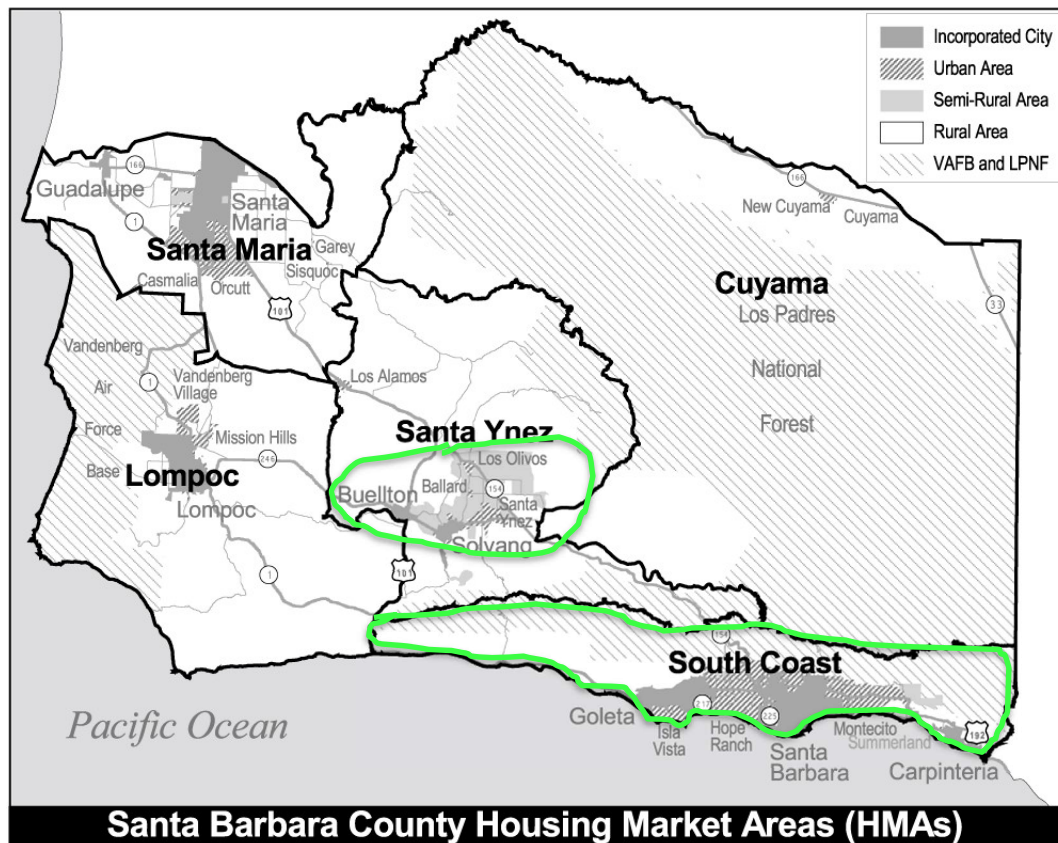 Incorporated City
Urban Area
Semi-Rural Area
Rural Area
VAFB and LPNF
166
Guadalupe
Santa
Maria
1
Santa Maria
Garey
Sisquoc
Casmalia
Orcutt
101
166
New Cuyama
Cuyama
Cuyama
Los Padres
National
Forest
33
Vandenberg
Air
Force
Base
1
Vandenberg
Village
Mission Hills
246
Lompoc
Lompoc
1
Los Alamos
Santa Ynez
Los Olivos
Ballard
154
Buellton
Santa
Ynez
Solvang
101
154
South Coast
Goleta
217
Isla
Vista
Hope
Ranch
225
Santa
Barbara
Montecito
Summerland
192
Carpinteria
Pacific Ocean
Santa Barbara County Housing Market Areas (HMAs)